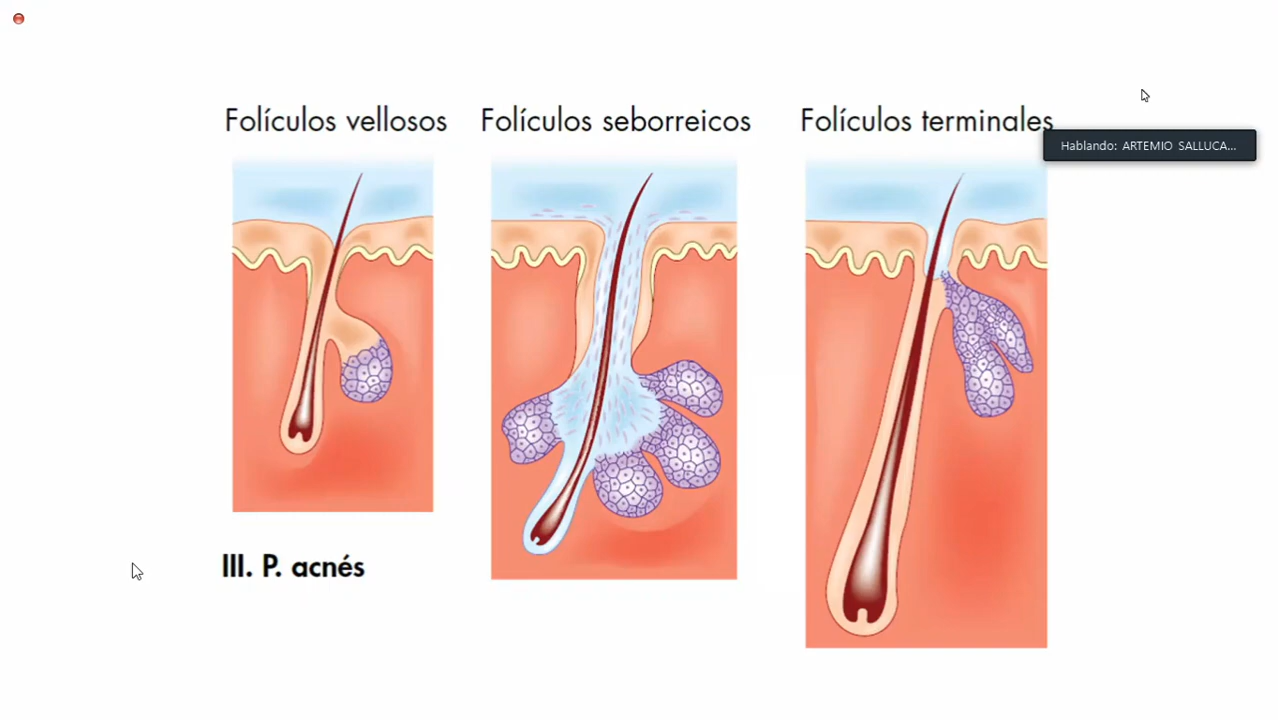 Folículos vellosos
Folículos seborreicos
Folículos terminales
Hablando: ARTEMIO SALLUCA...
III. P. acnés